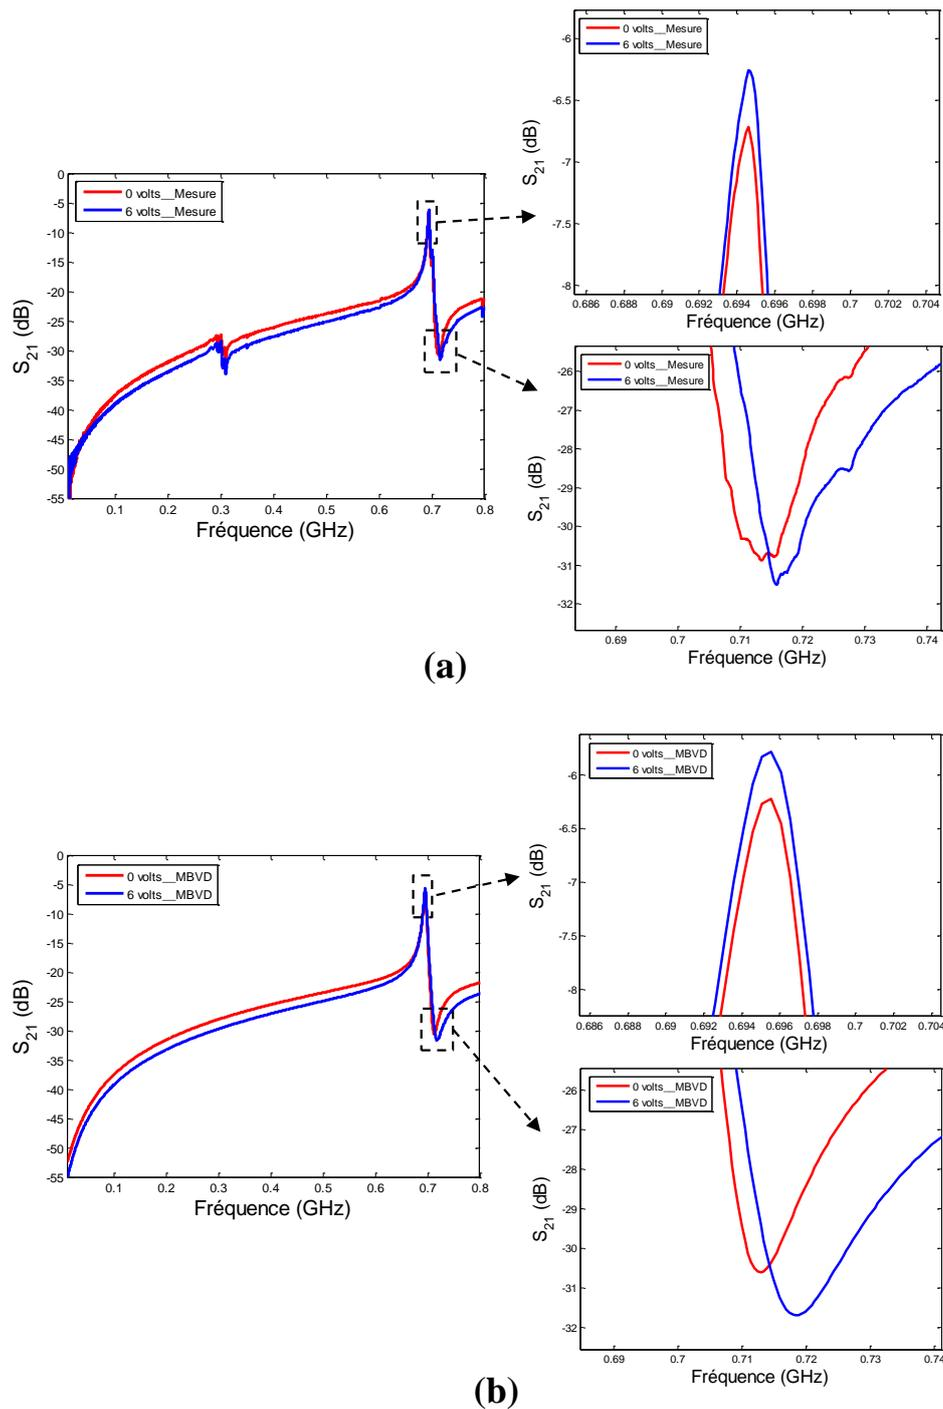 -6
-6.5
-7
-7.5
-8
S21 (dB)
0 volts__Mesure
6 volts__Mesure
0.686 0.688 0.69 0.692 0.694 0.696 0.698 0.7 0.702 0.704
Fréquence (GHz)
0
-5
-10
-15
-20
-25
-30
-35
-40
-45
-50
-55
S21 (dB)
0 volts__Mesure
6 volts__Mesure
0.1 0.2 0.3 0.4 0.5 0.6 0.7 0.8
Fréquence (GHz)
-26
-27
-28
-29
-30
-31
-32
S21 (dB)
0 volts__Mesure
6 volts__Mesure
0.69 0.7 0.71 0.72 0.73 0.74
Fréquence (GHz)
(a)
-6
-6.5
-7
-7.5
-8
S21 (dB)
0 volts__MBVD
6 volts__MBVD
0.686 0.688 0.69 0.692 0.694 0.696 0.698 0.7 0.702 0.704
Fréquence (GHz)
0
-5
-10
-15
-20
-25
-30
-35
-40
-45
-50
-55
S21 (dB)
0 volts__MBVD
6 volts__MBVD
0.1 0.2 0.3 0.4 0.5 0.6 0.7 0.8
Fréquence (GHz)
-26
-27
-28
-29
-30
-31
-32
S21 (dB)
0 volts__MBVD
6 volts__MBVD
0.69 0.7 0.71 0.72 0.73 0.74
Fréquence (GHz)
(b)